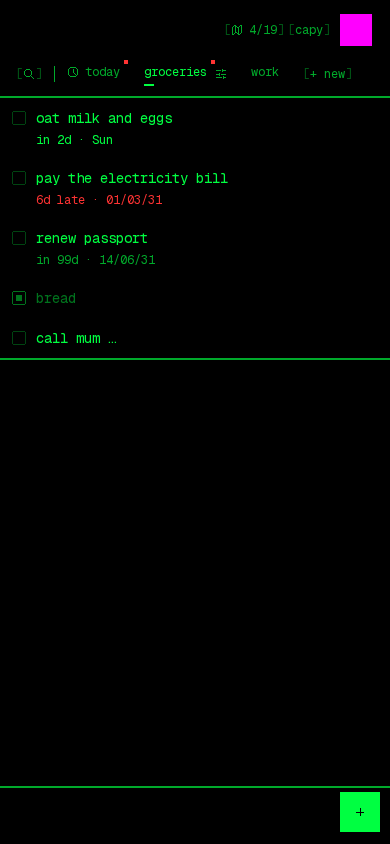 [4/19] [capy]
[ ] today groceries work [+ new]
oat milk and eggs
in 2d · Sun
pay the electricity bill
6d late · 01/03/31
renew passport
in 99d · 14/06/31
bread
call mum …
+